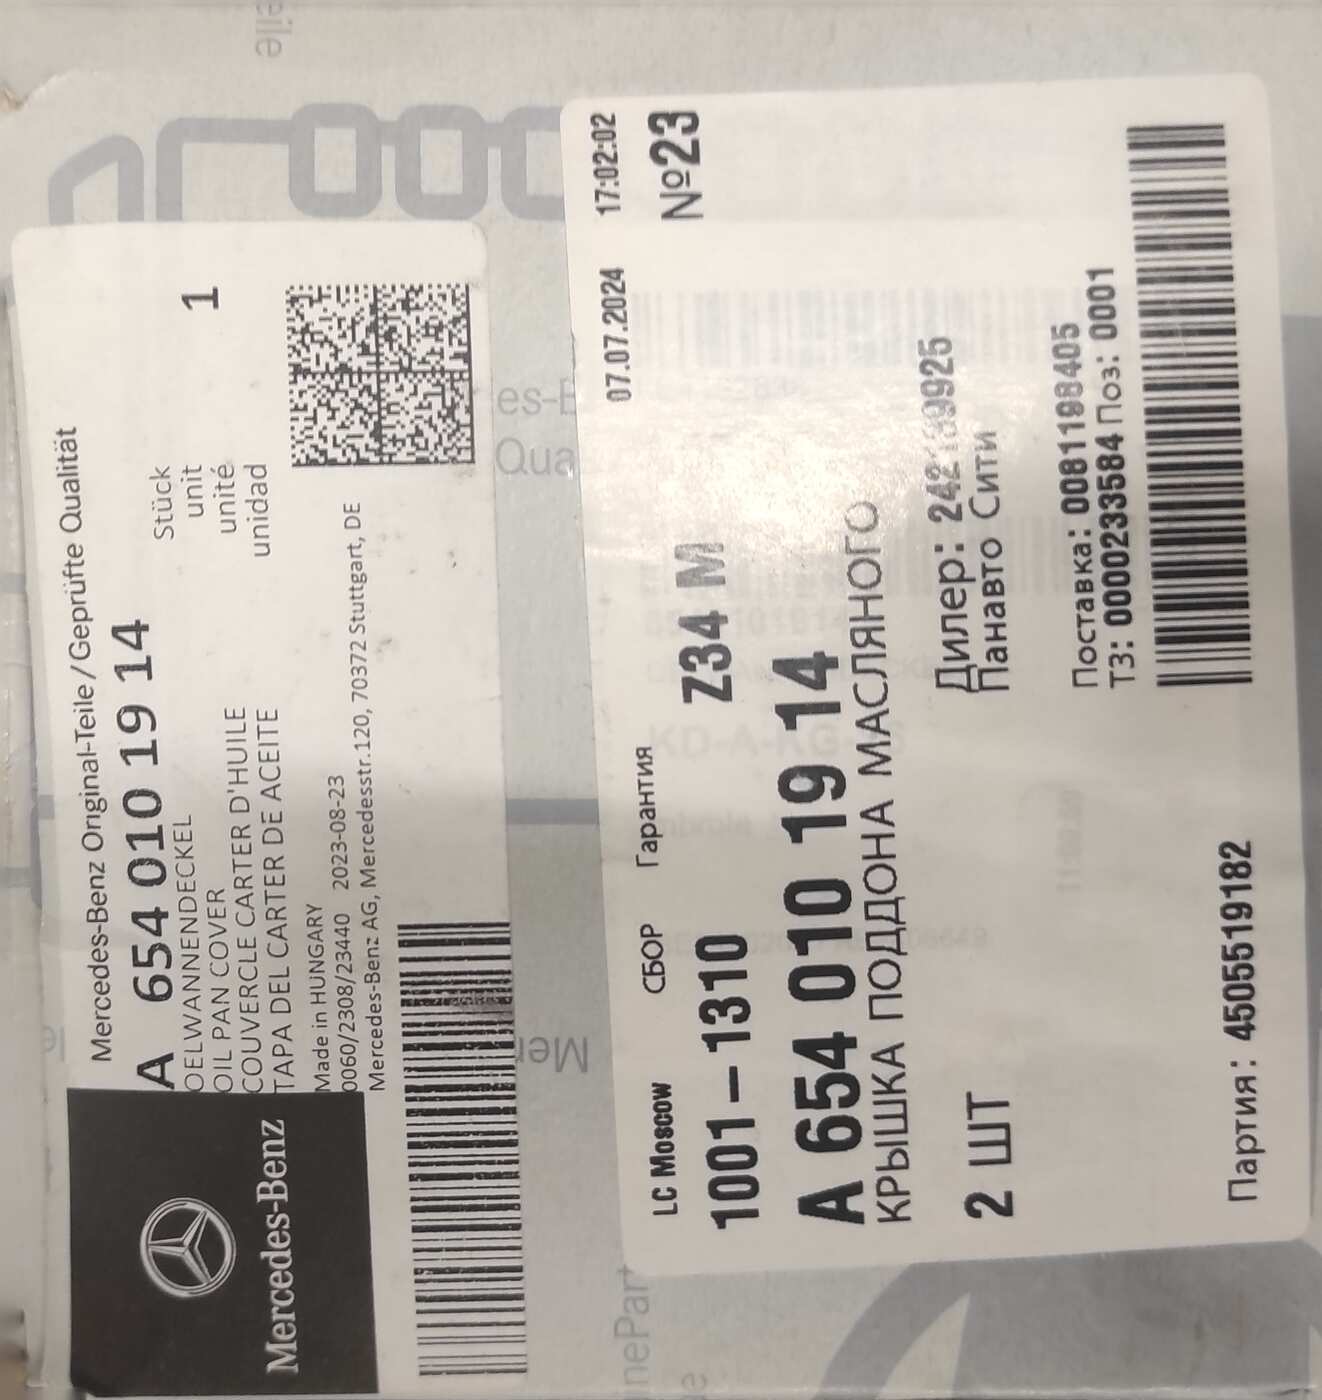 Mercedes-Benz
Mercedes-Benz Original-Teile / Geprüfte Qualität
A 654 010 19 14
OELWANNENDECKEL
OIL PAN COVER
COUVERCLE CARTER D'HUILE
TAPA DEL CARTER DE ACEITE
Stück
unit
unité
unidad
1
Made in HUNGARY
0060/2308/23440 2023-08-23
Mercedes-Benz AG, Mercedesstr.120, 70372 Stuttgart, DE
07.07.2024 17:02:02
LC Moscow СБОР Гарантия №23
1001-1310 Z34 M
A 654 010 19 14
КРЫШКА ПОДДОНА МАСЛЯНОГО
2 ШТ
Дилер:
Панавто Сити
Поставка: 0081198405
ТЗ: 0000233584 Поз: 0001
Партия: 4505519182